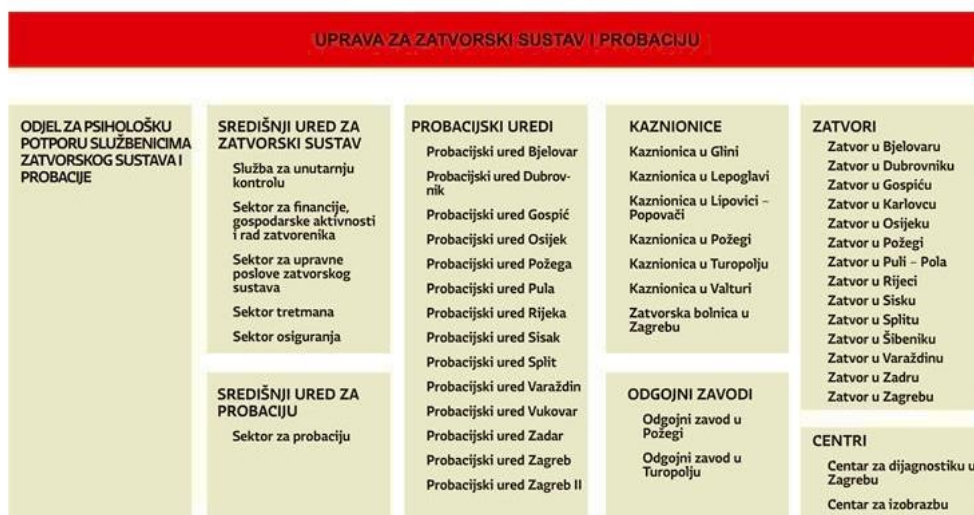 UPRAVA ZA ZATVORSKI SUSTAV I PROBACIJU
ODJEL ZA PSIHOLOŠKU
POTPORU SLUŽBENICIMA
ZATVORSKOG SUSTAVA I
PROBACIJE
SREDIŠNJI URED ZA
ZATVORSKI SUSTAV
Služba za unutarnju
kontrolu
Sektor za financije,
gospodarske aktivnosti
i rad zatvorenika
Sektor za upravne
poslove zatvorskog
sustava
Sektor tretmana
Sektor osiguranja
SREDIŠNJI URED ZA
PROBACIJU
Sektor za probaciju
PROBACIJSKI UREDI
Probacijski ured Bjelovar
Probacijski ured Dubrov-
nik
Probacijski ured Gospić
Probacijski ured Osijek
Probacijski ured Požega
Probacijski ured Pula
Probacijski ured Rijeka
Probacijski ured Sisak
Probacijski ured Split
Probacijski ured Varaždin
Probacijski ured Vukovar
Probacijski ured Zadar
Probacijski ured Zagreb
Probacijski ured Zagreb II
KAZNIONICE
Kaznionica u Glini
Kaznionica u Lepoglavi
Kaznionica u Lipovici –
Popovači
Kaznionica u Požegi
Kaznionica u Turopolju
Kaznionica u Valturi
Zatvorska bolnica u
Zagrebu
ODGOJNI ZAVODI
Odgojni zavod u
Požegi
Odgojni zavod u
Turopolju
ZATVORI
Zatvor u Bjelovaru
Zatvor u Dubrovniku
Zatvor u Gospiću
Zatvor u Karlovcu
Zatvor u Osijeku
Zatvor u Požegi
Zatvor u Puli – Pola
Zatvor u Rijeci
Zatvor u Sisku
Zatvor u Splitu
Zatvor u Šibeniku
Zatvor u Varaždinu
Zatvor u Zadru
Zatvor u Zagrebu
CENTRI
Centar za dijagnostiku u
Zagrebu
Centar za izobrazbu